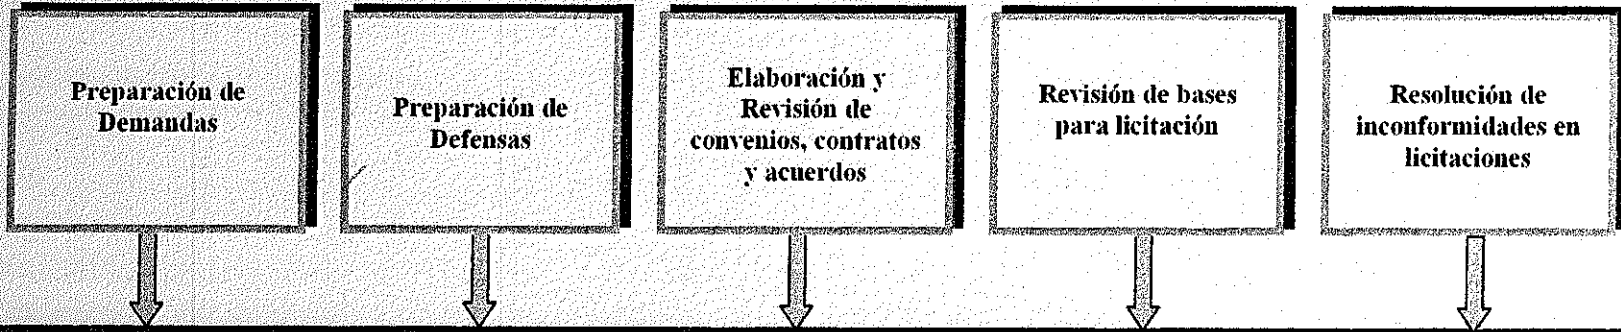 Preparación de
Demandas
Preparación de
Defensas
Elaboración y
Revisión de
convenios, contratos
y acuerdos
Revisión de bases
para licitación
Resolución de
inconformidades en
licitaciones